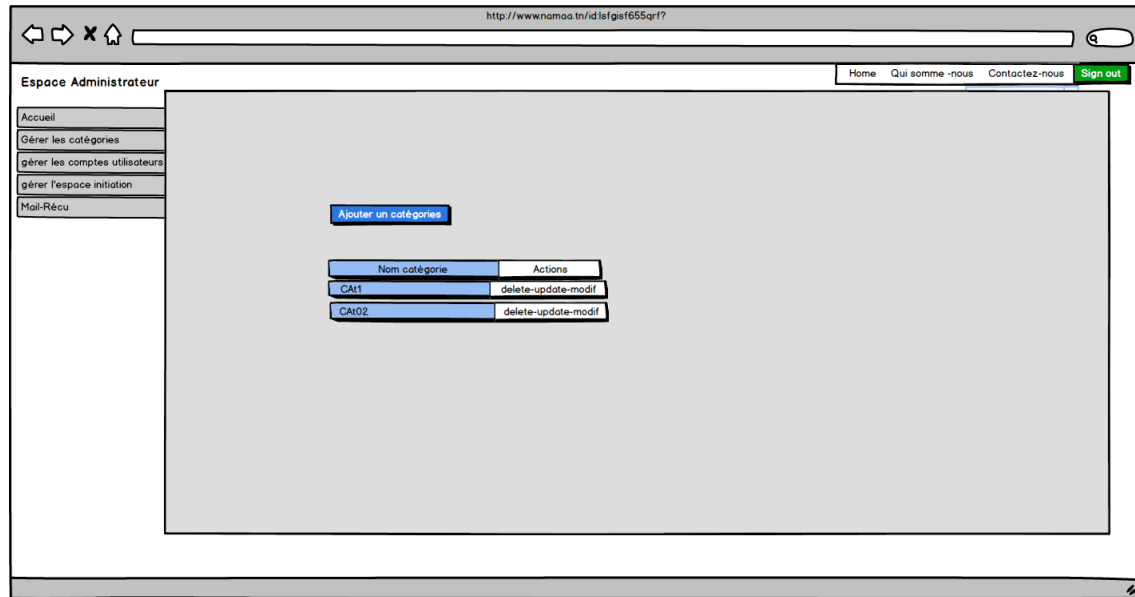 http://www.namaa.tn/id:lsfgisf655qrf?
Home Qui somme -nous Contactez-nous Sign out
Espace Administrateur
Accueil
Gérer les catégories
gérer les comptes utilisateurs
gérer l'espace initiation
Mail-Récu
Ajouter un catégories
Nom catégorie Actions
CAt1 delete-update-modif
CAt02 delete-update-modif